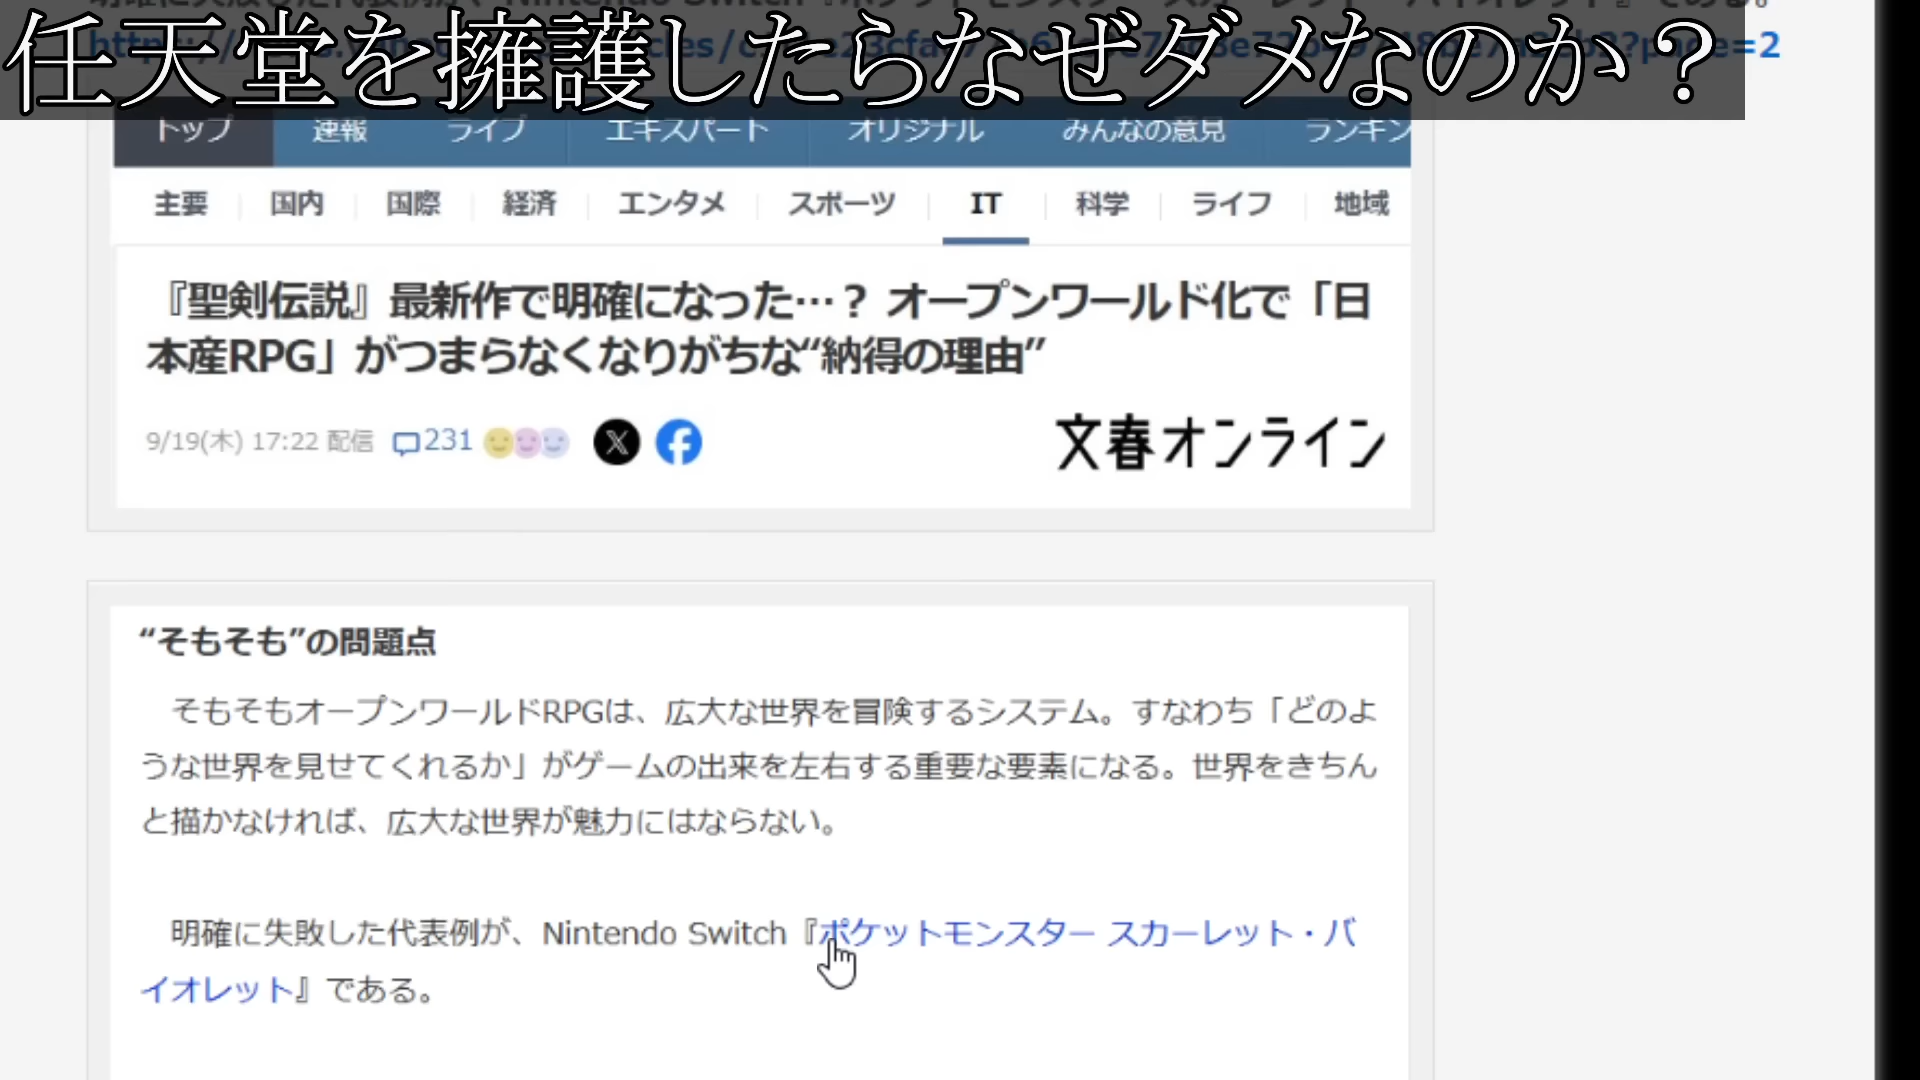 任天堂を擁護したらなぜダメなのか？
トップ 速報 ライブ エキスパート オリジナル みんなの意見 ランキン
主要 国内 国際 経済 エンタメ スポーツ IT 科学 ライフ 地域
『聖剣伝説』最新作で明確になった…？ オープンワールド化で「日
本産RPG」がつまらなくなりがちな“納得の理由”
9/19(木) 17:22 配信 231
文春オンライン
“そもそも”の問題点
そもそもオープンワールドRPGは、広大な世界を冒険するシステム。すなわち「どのよ
うな世界を見せてくれるか」がゲームの出来を左右する重要な要素になる。世界をきちん
と描かなければ、広大な世界が魅力にはならない。
明確に失敗した代表例が、Nintendo Switch『ポケットモンスター スカーレット・バ
イオレット』である。